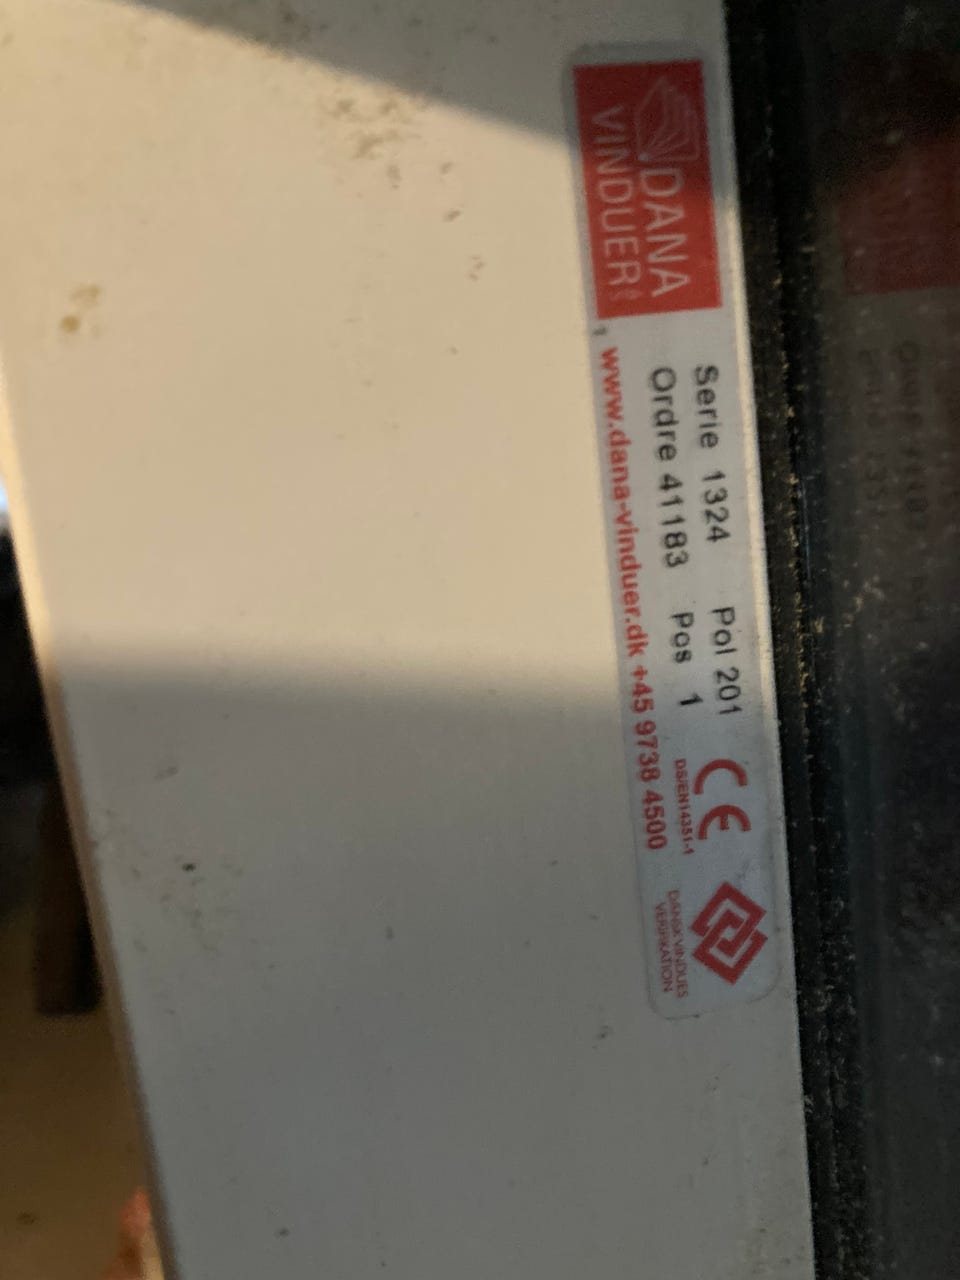 DANA
VINDUER
Serie 1324 Pol 201
Ordre 41183 Pos 1
www.dana-vinduer.dk +45 9738 4500
CE
DS/EN14351-1
DANSK VINDUES
VERIFIKATION